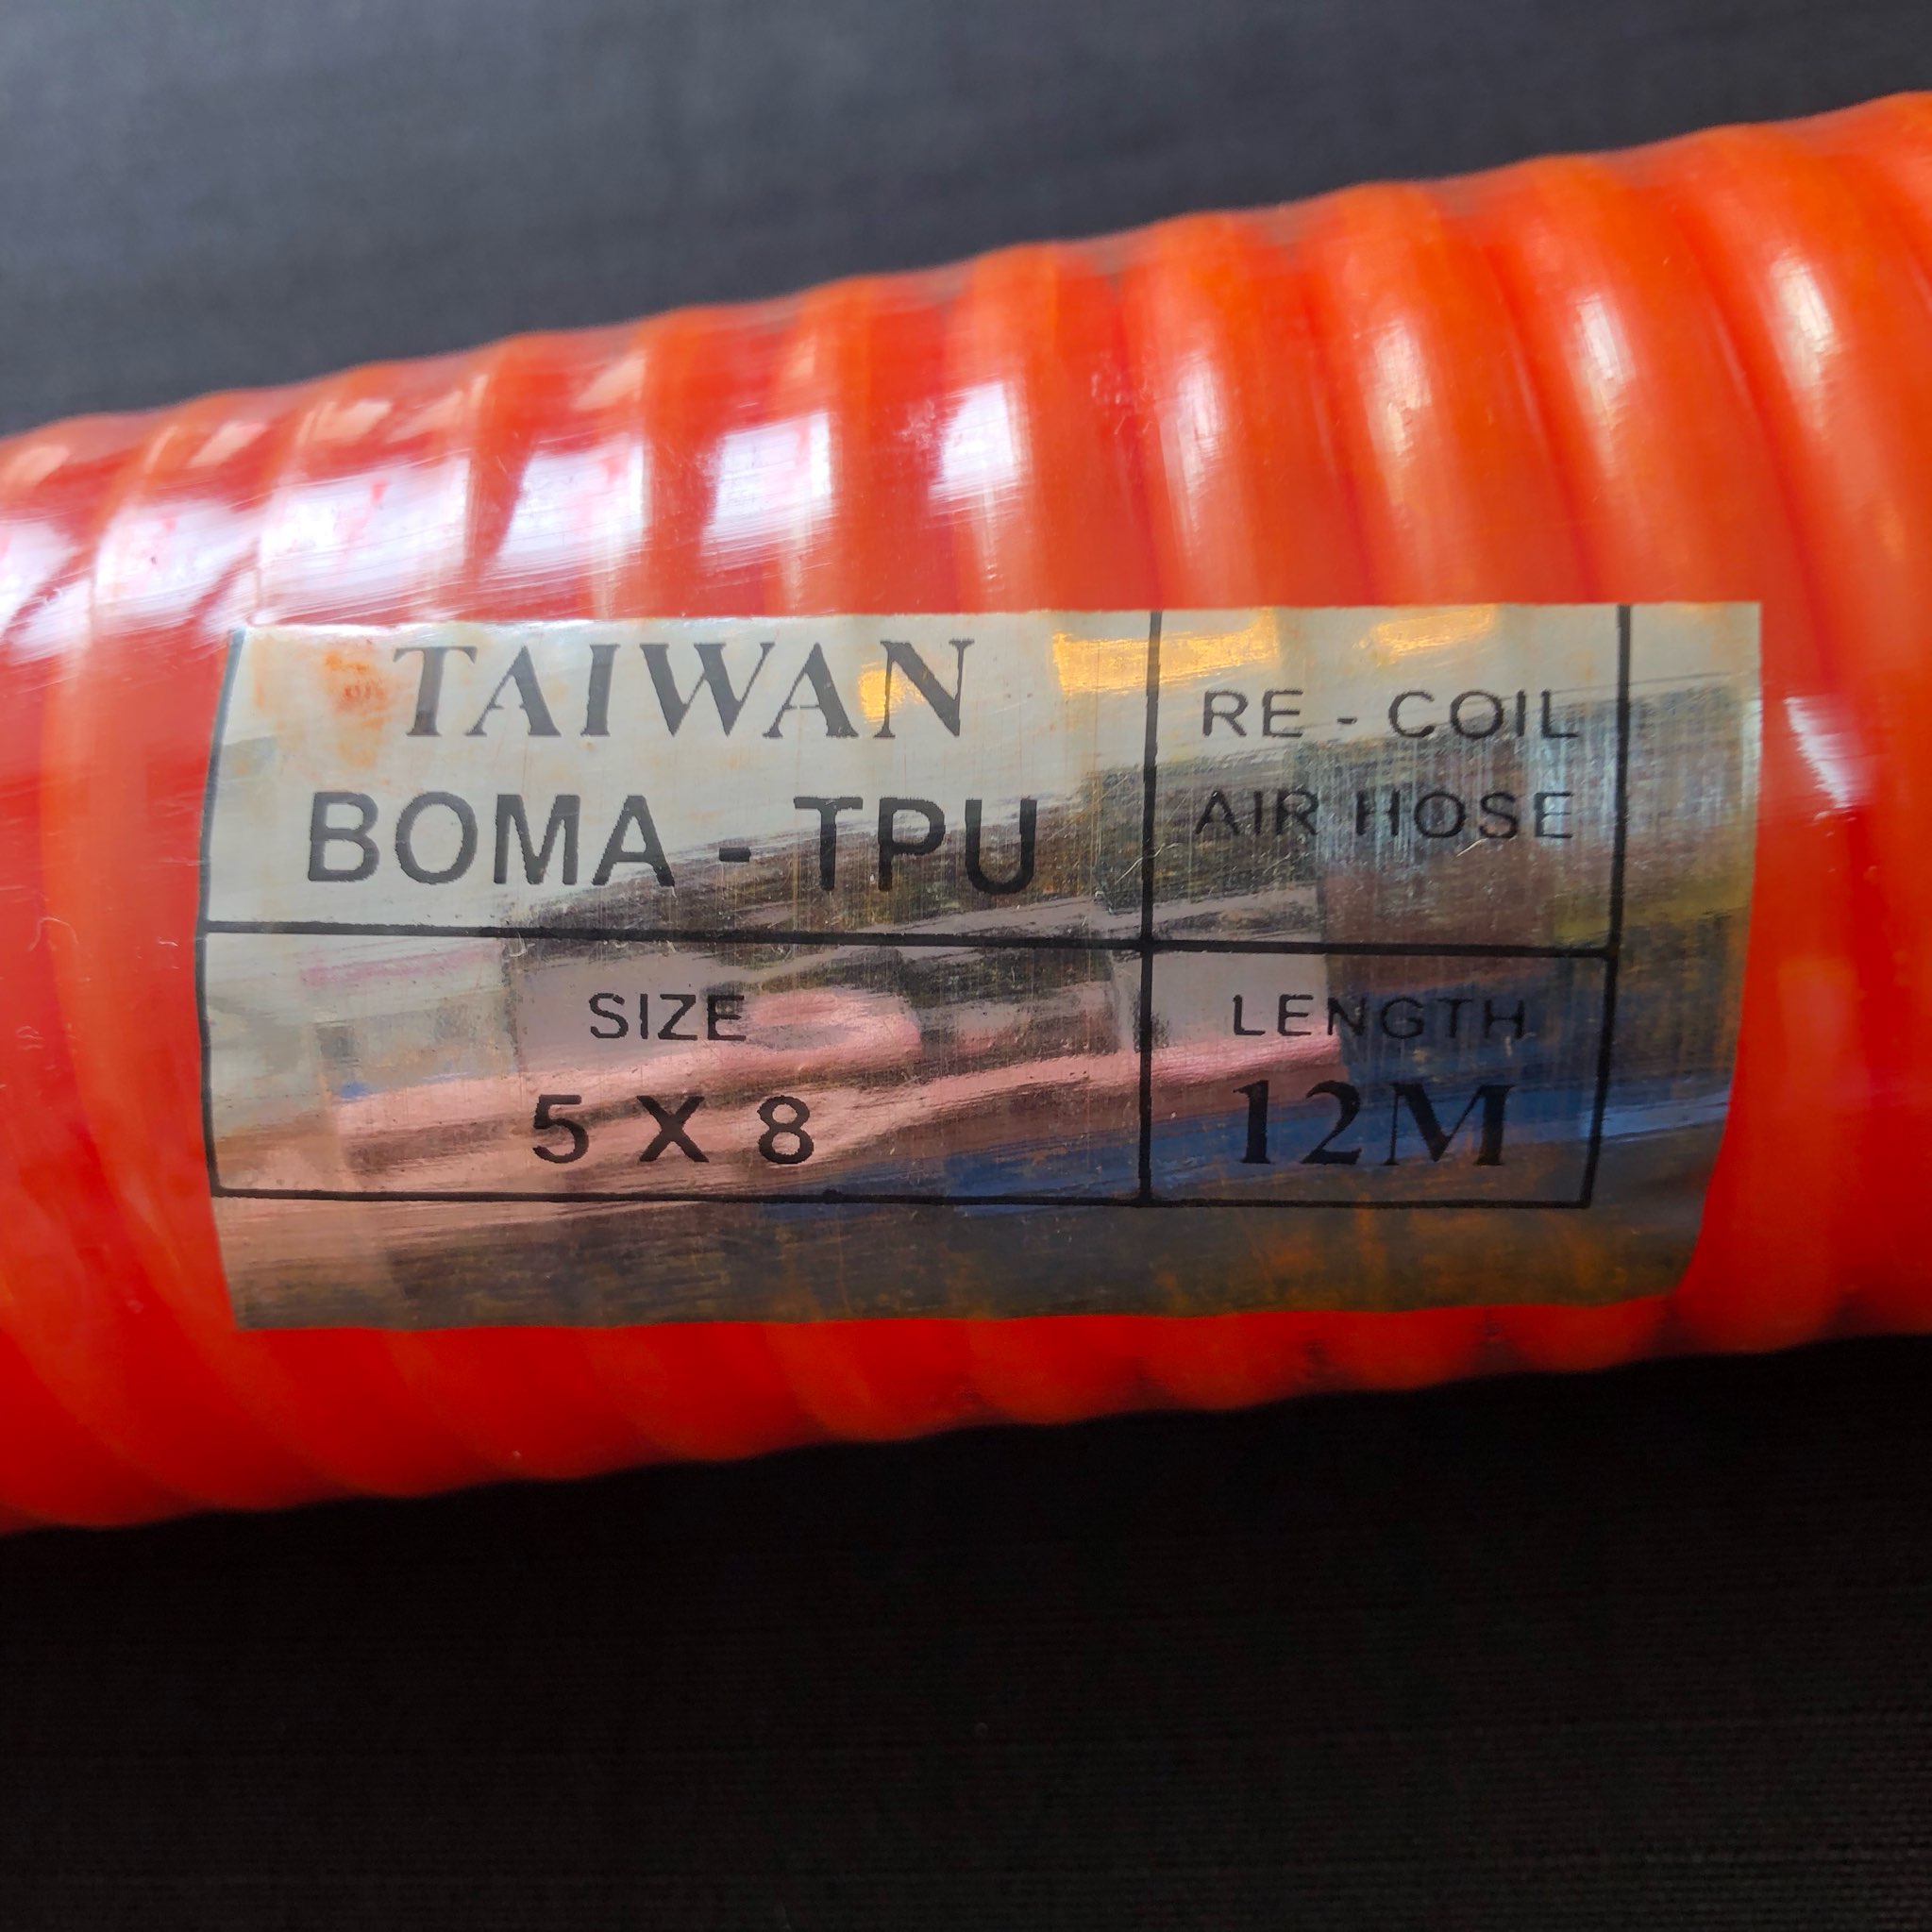 TAIWAN
BOMA - TPU
RE - COIL
AIR HOSE
SIZE
5 X 8
LENGTH
12M